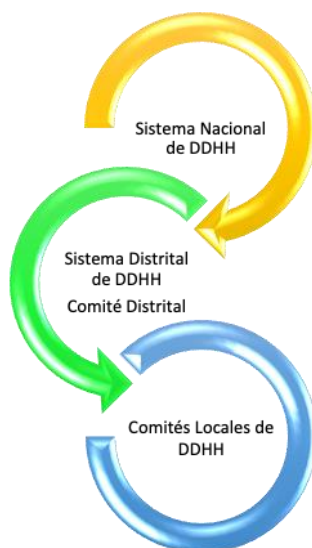 Sistema Nacional
de DDHH
Sistema Distrital
de DDHH
Comité Distrital
Comités Locales de
DDHH